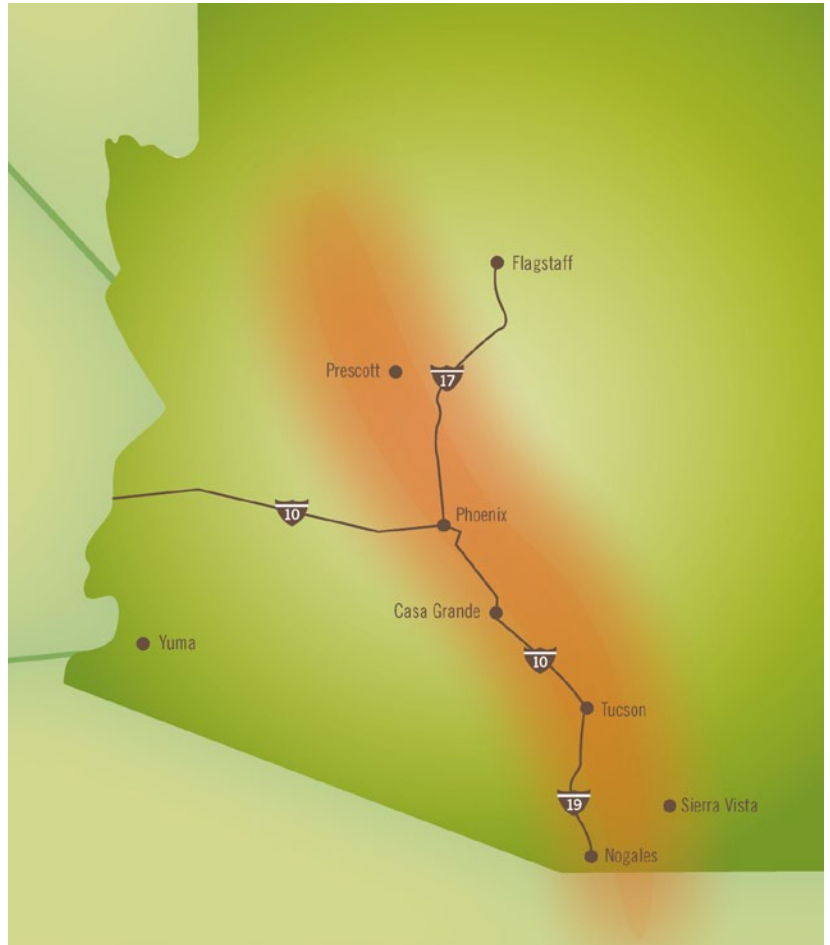 Flagstaff
Prescott
17
10
Phoenix
Casa Grande
Yuma
10
Tucson
19
Sierra Vista
Nogales